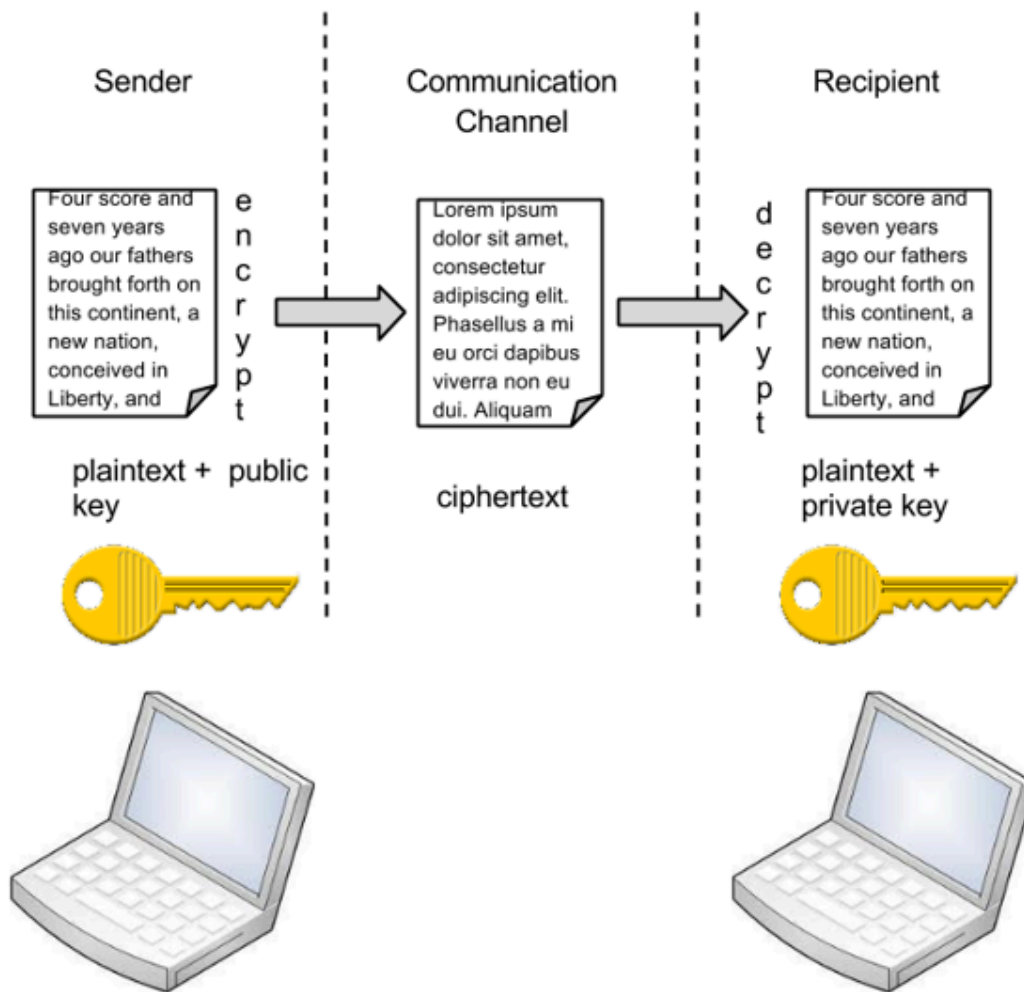 Sender
Communication
Channel
Recipient
Four score and
seven years
ago our fathers
brought forth on
this continent, a
new nation,
conceived in
Liberty, and
encrypt
Lorem ipsum
dolor sit amet,
consectetur
adipiscing elit.
Phasellus a mi
eu orci dapibus
viverra non eu
dui. Aliquam
decrypt
Four score and
seven years
ago our fathers
brought forth on
this continent, a
new nation,
conceived in
Liberty, and
plaintext + public
key
ciphertext
plaintext +
private key